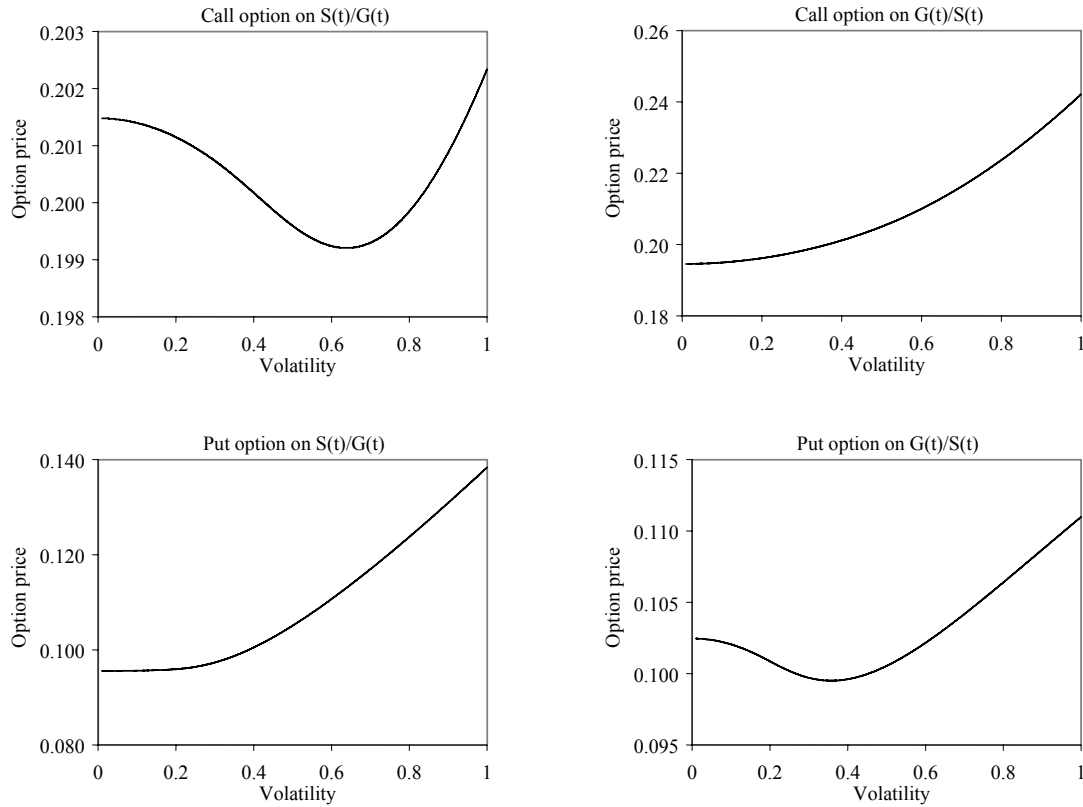 Call option on S(t)/G(t)
0.203
0.202
0.201
0.200
0.199
0.198
Option price
0 0.2 0.4 0.6 0.8 1
Volatility
Call option on G(t)/S(t)
0.26
0.24
0.22
0.20
0.18
Option price
0 0.2 0.4 0.6 0.8 1
Volatility
Put option on S(t)/G(t)
0.140
0.120
0.100
0.080
Option price
0 0.2 0.4 0.6 0.8 1
Volatility
Put option on G(t)/S(t)
0.115
0.110
0.105
0.100
0.095
Option price
0 0.2 0.4 0.6 0.8 1
Volatility